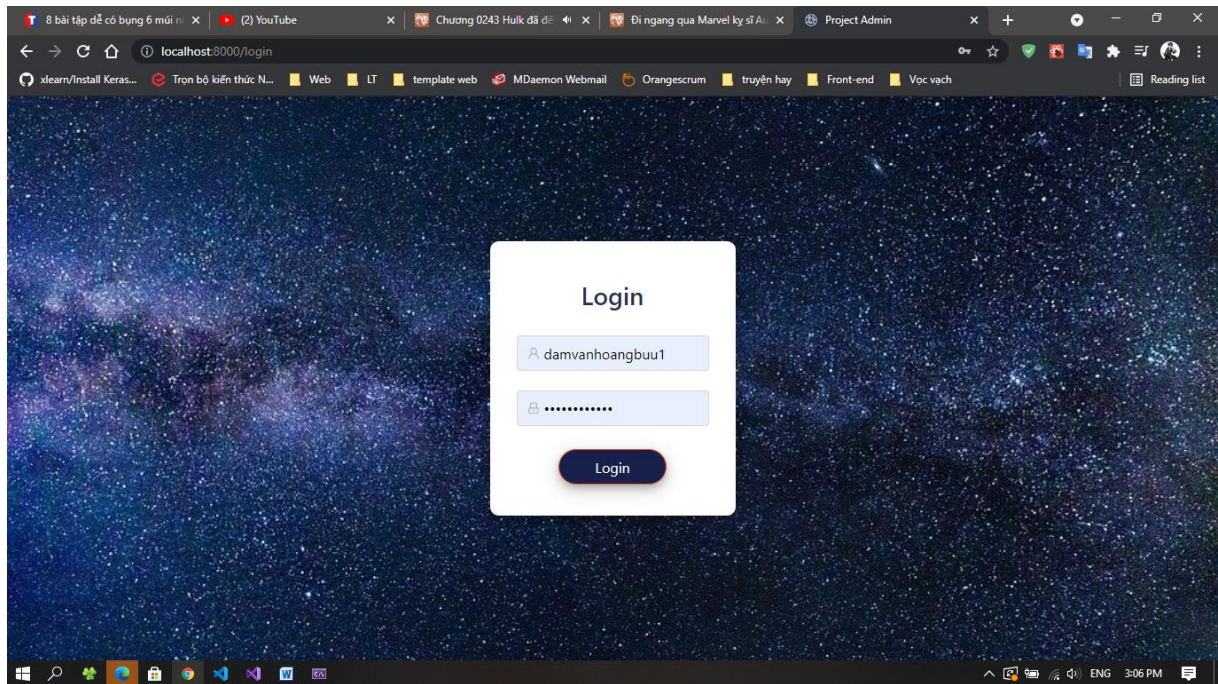 8 bài tập dễ có bụng 6 múi
(2) YouTube
Chương 0243 Hulk đã
Đi ngang qua Marvel kỵ sĩ
Project Admin
localhost:8000/login
xlearn/Install Keras...
Trọn bộ kiến thức N...
Web
LT
template web
MDaemon Webmail
Orangescrum
truyện hay
Front-end
Vọc vạch
Reading list
Login
damvanhoangbuu1
••••••••••••
Login
ENG
3:06 PM